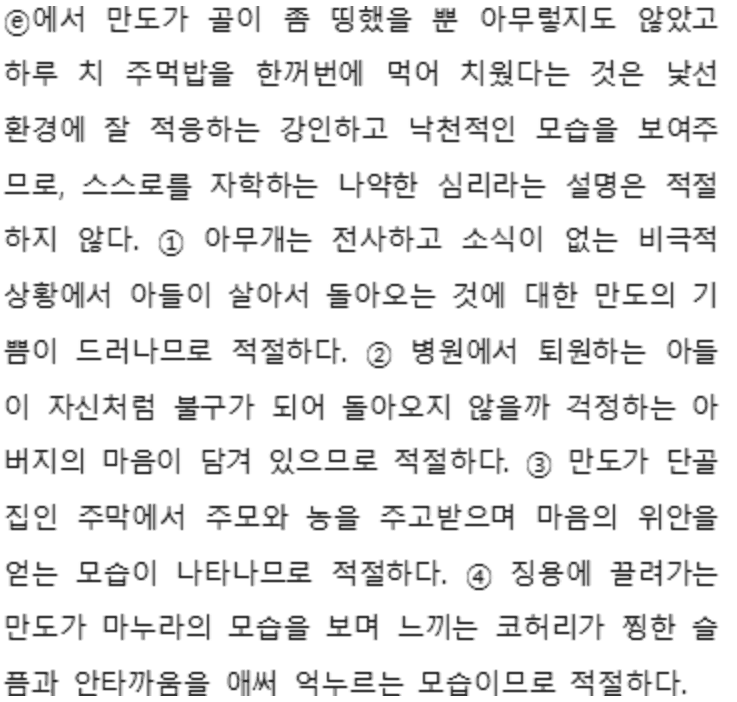 ⓔ에서 만도가 골이 좀 띵했을 뿐 아무렇지도 않았고
하루 치 주먹밥을 한꺼번에 먹어 치웠다는 것은 낯선
환경에 잘 적응하는 강인하고 낙천적인 모습을 보여주
므로, 스스로를 자학하는 나약한 심리라는 설명은 적절
하지 않다. ① 아무개는 전사하고 소식이 없는 비극적
상황에서 아들이 살아서 돌아오는 것에 대한 만도의 기
쁨이 드러나므로 적절하다. ② 병원에서 퇴원하는 아들
이 자신처럼 불구가 되어 돌아오지 않을까 걱정하는 아
버지의 마음이 담겨 있으므로 적절하다. ③ 만도가 단골
집인 주막에서 주모와 농을 주고받으며 마음의 위안을
얻는 모습이 나타나므로 적절하다. ④ 징용에 끌려가는
만도가 마누라의 모습을 보며 느끼는 코허리가 찡한 슬
픔과 안타까움을 애써 억누르는 모습이므로 적절하다.